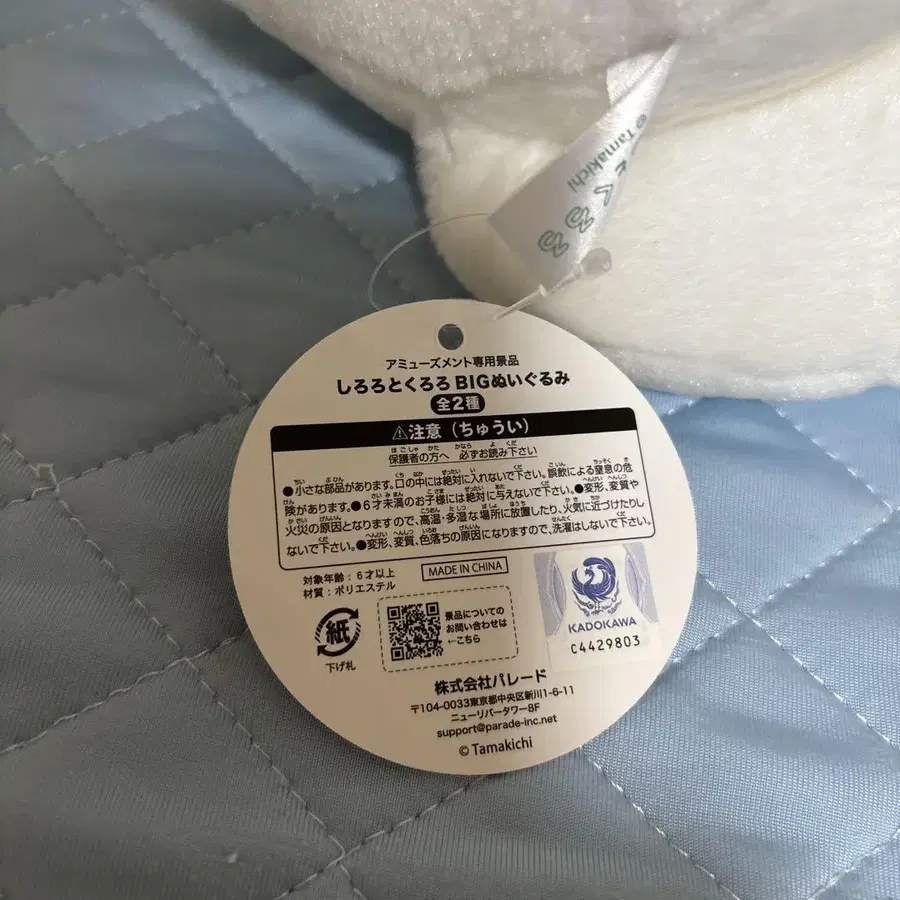 © Tamakichi
とくろろ
アミューズメント専用景品
しろろとくろろ BIGぬいぐるみ
全2種
⚠注意（ちゅうい）
保護者の方へ 必ずお読み下さい
●小さな部品があります。口の中には絶対に入れないで下さい。誤飲による窒息の危
険があります。●6才未満のお子様には絶対に与えないで下さい。●変形、変質や
火災の原因となりますので、高温・多湿な場所に放置したり、火気に近づけたりし
ないで下さい。●変形、変質、色落ちの原因になりますので、洗濯はしないで下さい。
対象年齢：6才以上
材質：ポリエステル
MADE IN CHINA
紙
下げ札
景品についての
お問い合わせは
←こちら
KADOKAWA
C4429803
株式会社パレード
〒104-0033東京都中央区新川1-6-11
ニューリバータワー8F
support@parade-inc.net
© Tamakichi